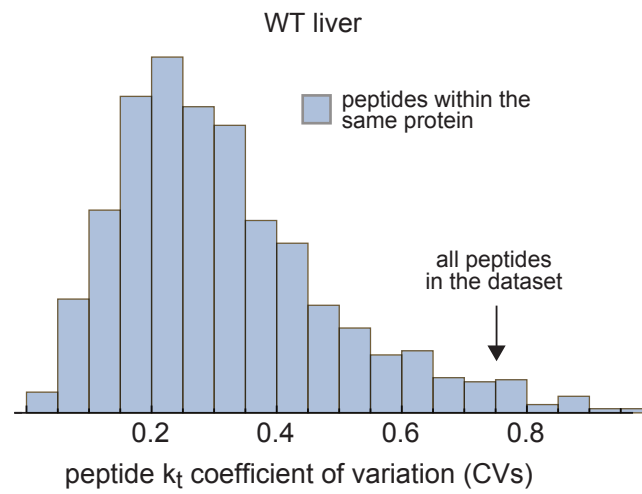 WT liver
peptides within the
same protein
all peptides
in the dataset
0.2 0.4 0.6 0.8
peptide kt coefficient of variation (CVs)